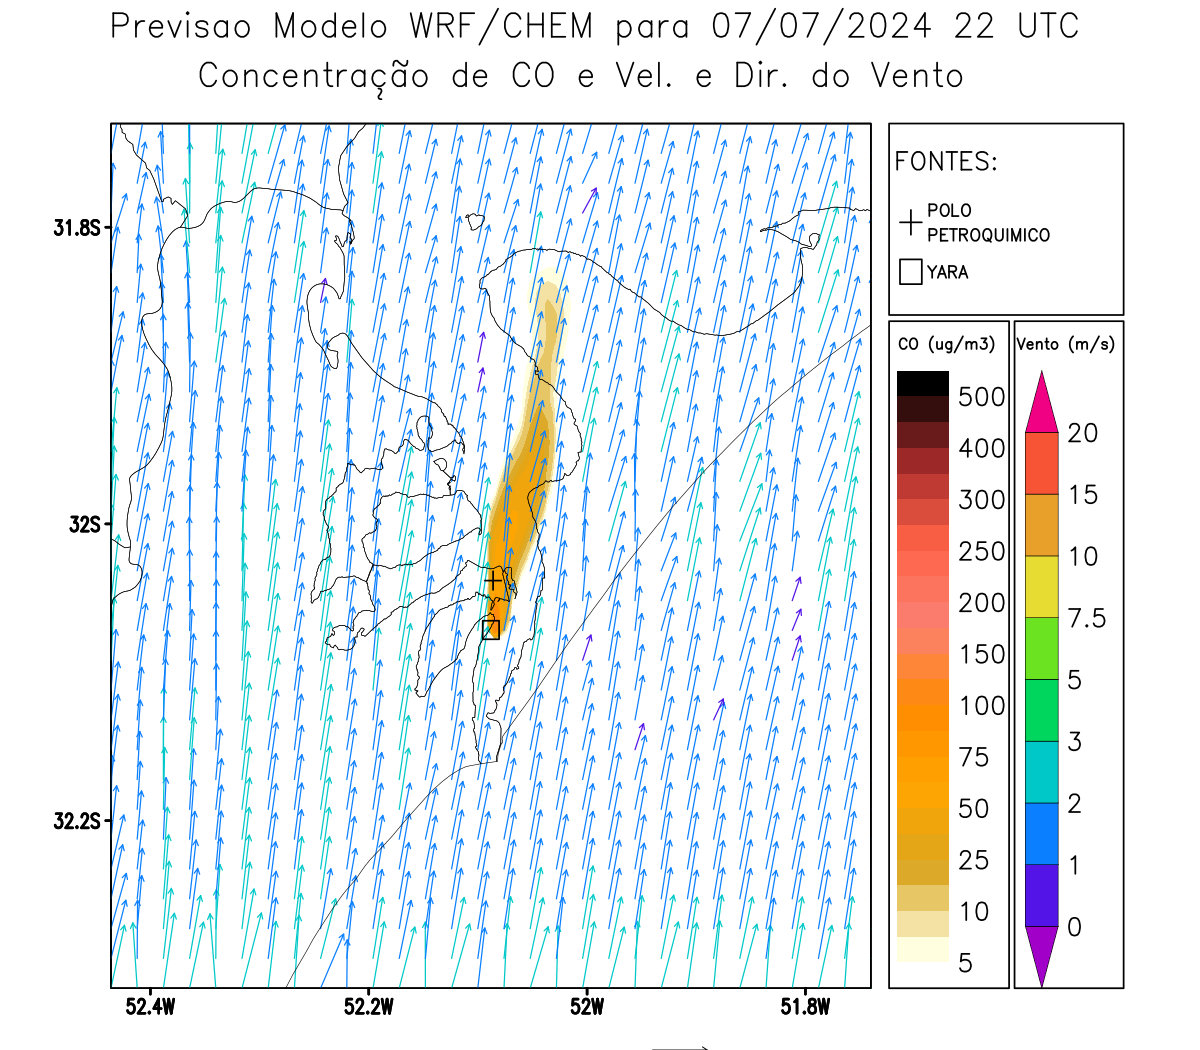 Previsao Modelo WRF/CHEM para 07/07/2024 22 UTC
Concentração de CO e Vel. e Dir. do Vento
FONTES:
POLO
PETROQUIMICO
YARA
CO (ug/m3)
500
400
300
250
200
150
100
75
50
25
10
5
Vento (m/s)
20
15
10
7.5
5
3
2
1
0
31.8S
32S
32.2S
52.4W
52.2W
52W
51.8W